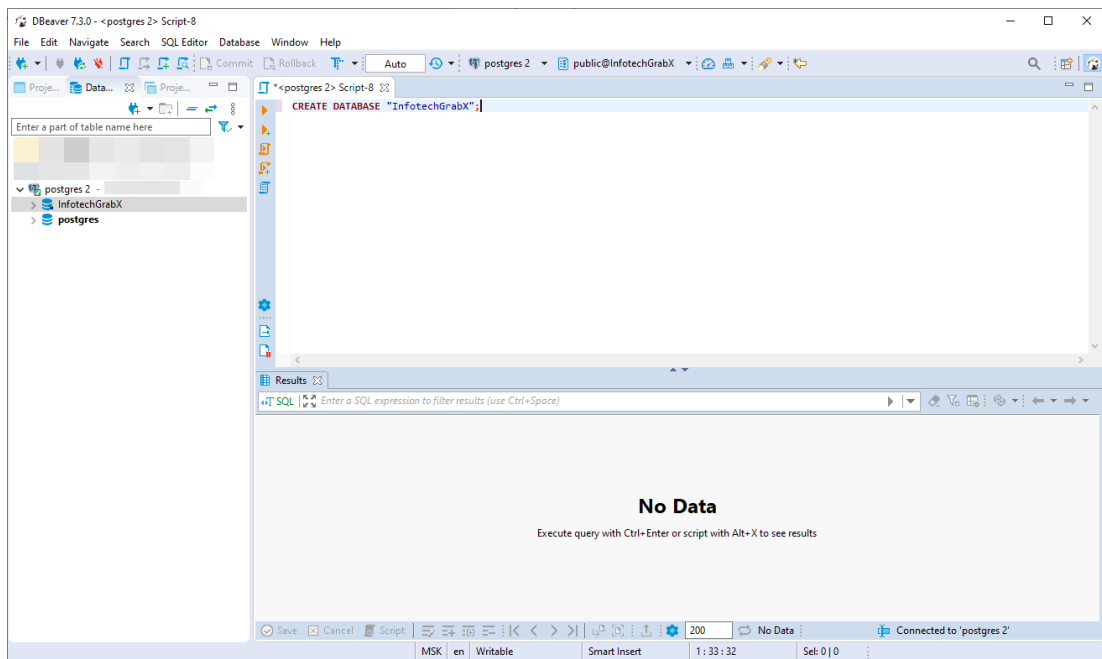 DBeaver 7.3.0 - <postgres 2> Script-8
File Edit Navigate Search SQL Editor Database Window Help
Commit Rollback Auto postgres 2 public@InfotechGrabX
Proje... Data... Proje...
*<postgres 2> Script-8
CREATE DATABASE "InfotechGrabX";
Enter a part of table name here
postgres 2 -
InfotechGrabX
postgres
Results
SQL Enter a SQL expression to filter results (use Ctrl+Space)
No Data
Execute query with Ctrl+Enter or script with Alt+X to see results
Save Cancel Script 200 No Data Connected to 'postgres 2'
MSK en Writable Smart Insert 1 : 33 : 32 Sel: 0 | 0